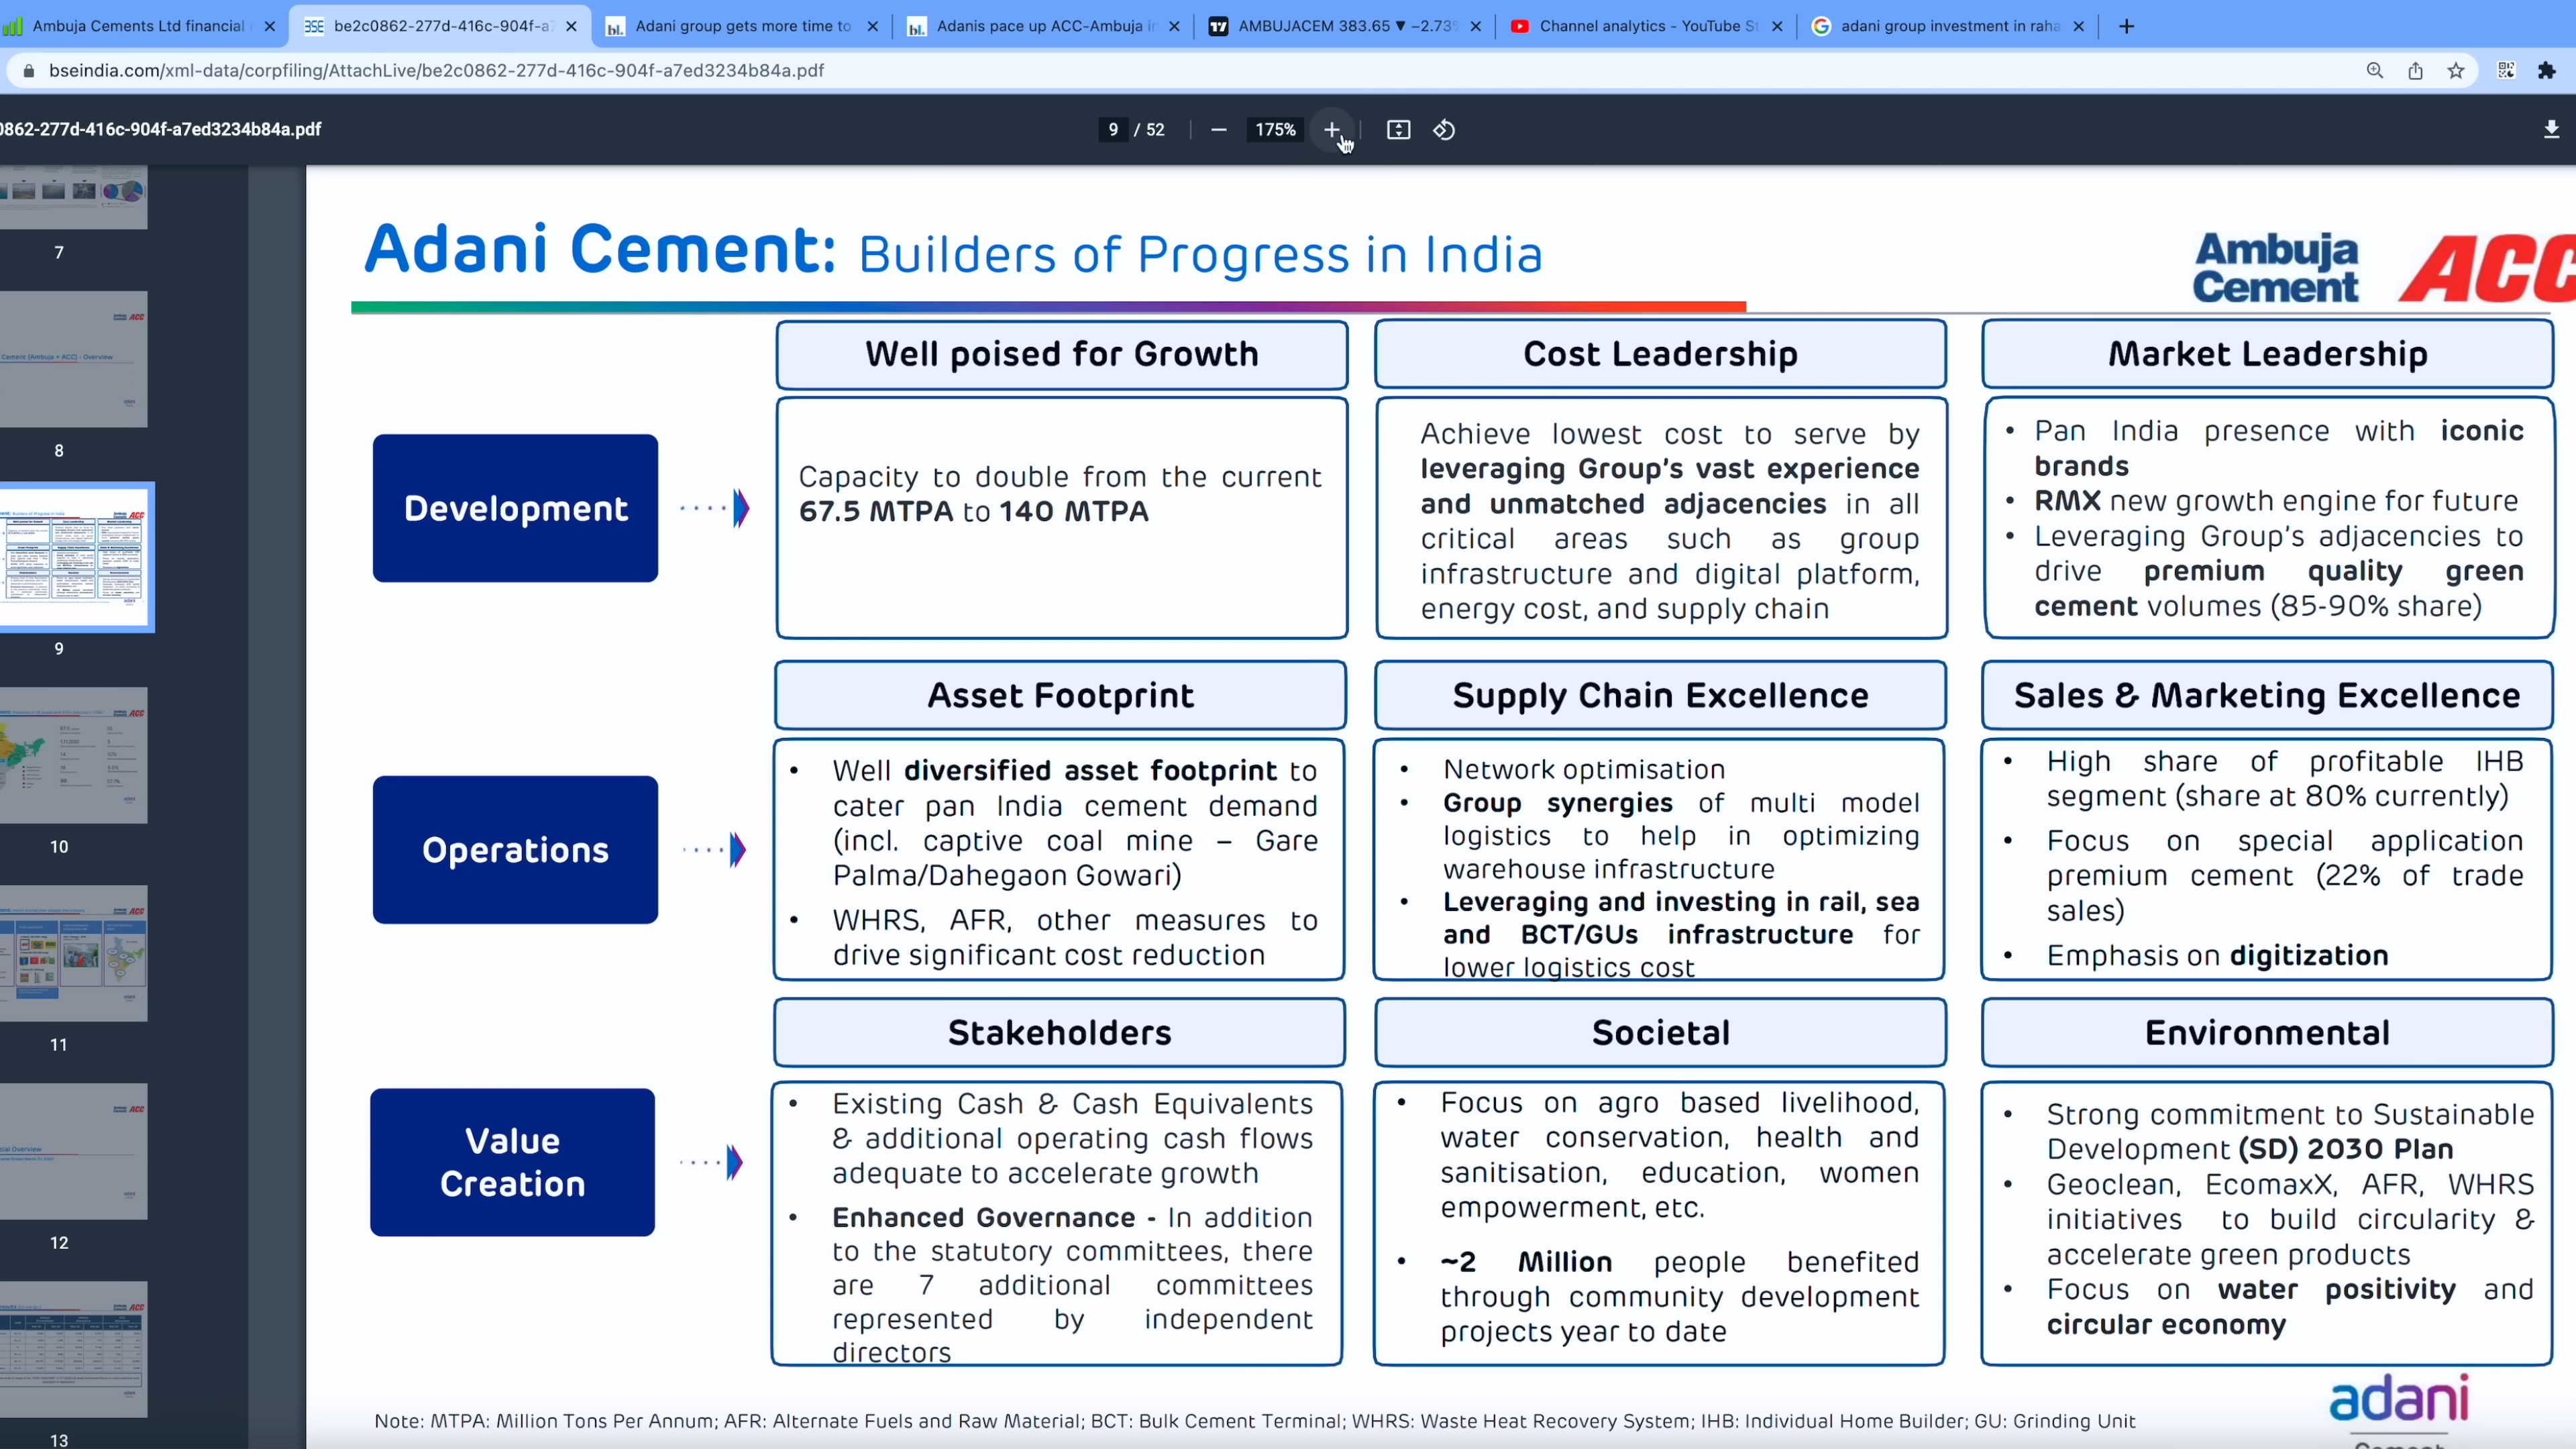 Ambuja Cements Ltd financial
be2c0862-277d-416c-904f-a7
Adani group gets more time to
Adanis pace up ACC-Ambuja in
AMBUJACEM 383.65 ▼ −2.73%
Channel analytics - YouTube St
adani group investment in raha
bseindia.com/xml-data/corpfiling/AttachLive/be2c0862-277d-416c-904f-a7ed3234b84a.pdf
0862-277d-416c-904f-a7ed3234b84a.pdf
9 / 52
175%
7
Cement (Ambuja + ACC) - Overview
8
9
10
11
12
13
Adani Cement: Builders of Progress in India
Ambuja
Cement
ACC
Well poised for Growth
Cost Leadership
Market Leadership
Development
Capacity to double from the current
67.5 MTPA to 140 MTPA
Achieve lowest cost to serve by
leveraging Group's vast experience
and unmatched adjacencies in all
critical areas such as group
infrastructure and digital platform,
energy cost, and supply chain
• Pan India presence with iconic
brands
• RMX new growth engine for future
• Leveraging Group's adjacencies to
drive premium quality green
cement volumes (85-90% share)
Asset Footprint
Supply Chain Excellence
Sales & Marketing Excellence
Operations
• Well diversified asset footprint to
cater pan India cement demand
(incl. captive coal mine – Gare
Palma/Dahegaon Gowari)
• WHRS, AFR, other measures to
drive significant cost reduction
• Network optimisation
• Group synergies of multi model
logistics to help in optimizing
warehouse infrastructure
• Leveraging and investing in rail, sea
and BCT/GUs infrastructure for
lower logistics cost
• High share of profitable IHB
segment (share at 80% currently)
• Focus on special application
premium cement (22% of trade
sales)
• Emphasis on digitization
Stakeholders
Societal
Environmental
Value
Creation
• Existing Cash & Cash Equivalents
& additional operating cash flows
adequate to accelerate growth
• Enhanced Governance - In addition
to the statutory committees, there
are 7 additional committees
represented by independent
directors
• Focus on agro based livelihood,
water conservation, health and
sanitisation, education, women
empowerment, etc.
• ~2 Million people benefited
through community development
projects year to date
• Strong commitment to Sustainable
Development (SD) 2030 Plan
• Geoclean, EcomaxX, AFR, WHRS
initiatives to build circularity &
accelerate green products
• Focus on water positivity and
circular economy
Note: MTPA: Million Tons Per Annum; AFR: Alternate Fuels and Raw Material; BCT: Bulk Cement Terminal; WHRS: Waste Heat Recovery System; IHB: Individual Home Builder; GU: Grinding Unit
adani
Cement